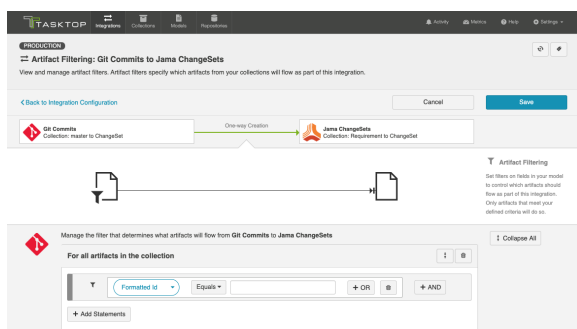 TASKTOP
Integrations
Collections
Models
Repositories
Activity
Metrics
Help
Settings
PRODUCTION
Artifact Filtering: Git Commits to Jama ChangeSets
View and manage artifact filters. Artifact filters specify which artifacts from your collections will flow as part of this integration.
Back to Integration Configuration
Cancel
Save
Git Commits
Collection: master to ChangeSet
One-way Creation
Jama ChangeSets
Collection: Requirement to ChangeSet
Artifact Filtering
Set filters on fields in your model
to control which artifacts should
flow as part of this integration.
Only artifacts that meet your
defined criteria will do so.
Manage the filter that determines what artifacts will flow from Git Commits to Jama ChangeSets
Collapse All
For all artifacts in the collection
Formatted Id
Equals
+ OR
+ AND
+ Add Statements